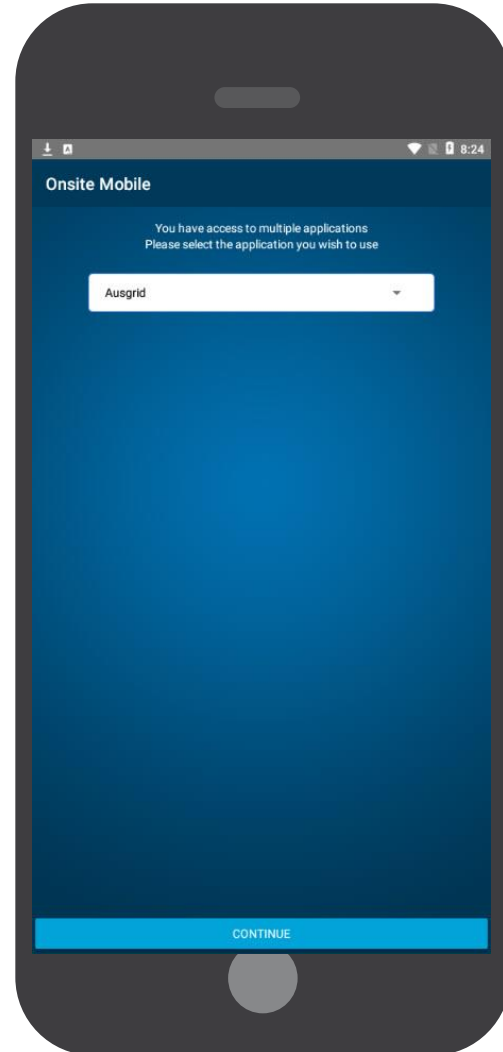 8:24
Onsite Mobile
You have access to multiple applications
Please select the application you wish to use
Ausgrid
CONTINUE